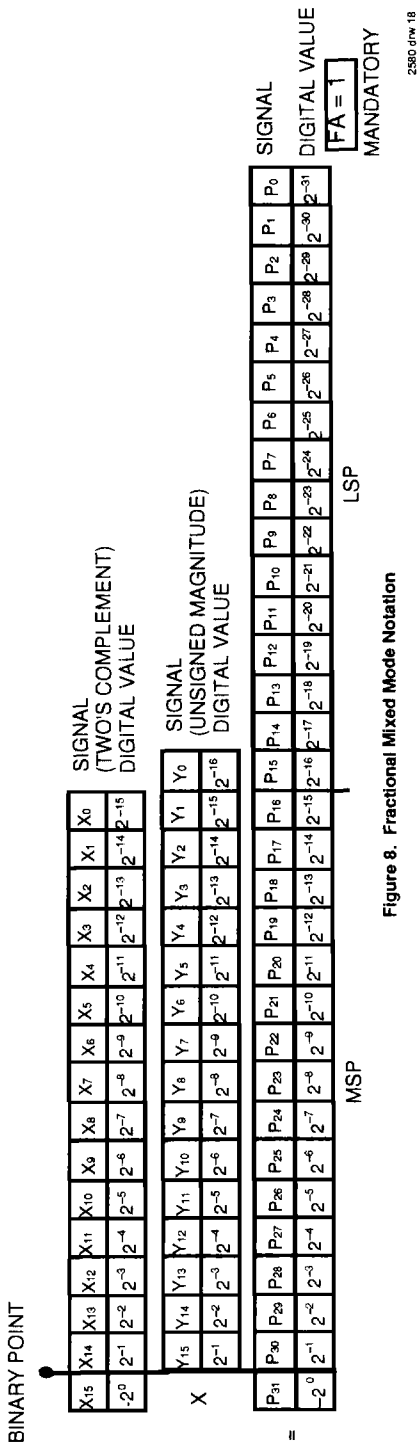 BINARY POINT
X15 X14 X13 X12 X11 X10 X9 X8 X7 X6 X5 X4 X3 X2 X1 X0 SIGNAL
-2⁰ 2⁻¹ 2⁻² 2⁻³ 2⁻⁴ 2⁻⁵ 2⁻⁶ 2⁻⁷ 2⁻⁸ 2⁻⁹ 2⁻¹⁰ 2⁻¹¹ 2⁻¹² 2⁻¹³ 2⁻¹⁴ 2⁻¹⁵ (TWO'S COMPLEMENT)
DIGITAL VALUE
X Y15 Y14 Y13 Y12 Y11 Y10 Y9 Y8 Y7 Y6 Y5 Y4 Y3 Y2 Y1 Y0 SIGNAL
2⁻¹ 2⁻² 2⁻³ 2⁻⁴ 2⁻⁵ 2⁻⁶ 2⁻⁷ 2⁻⁸ 2⁻⁹ 2⁻¹⁰ 2⁻¹¹ 2⁻¹² 2⁻¹³ 2⁻¹⁴ 2⁻¹⁵ 2⁻¹⁶ (UNSIGNED MAGNITUDE)
DIGITAL VALUE
= P31 P30 P29 P28 P27 P26 P25 P24 P23 P22 P21 P20 P19 P18 P17 P16 P15 P14 P13 P12 P11 P10 P9 P8 P7 P6 P5 P4 P3 P2 P1 P0 SIGNAL
-2⁰ 2⁻¹ 2⁻² 2⁻³ 2⁻⁴ 2⁻⁵ 2⁻⁶ 2⁻⁷ 2⁻⁸ 2⁻⁹ 2⁻¹⁰ 2⁻¹¹ 2⁻¹² 2⁻¹³ 2⁻¹⁴ 2⁻¹⁵ 2⁻¹⁶ 2⁻¹⁷ 2⁻¹⁸ 2⁻¹⁹ 2⁻²⁰ 2⁻²¹ 2⁻²² 2⁻²³ 2⁻²⁴ 2⁻²⁵ 2⁻²⁶ 2⁻²⁷ 2⁻²⁸ 2⁻²⁹ 2⁻³⁰ 2⁻³¹ DIGITAL VALUE
MSP LSP FA = 1
MANDATORY
2580 drw 18
Figure 8. Fractional Mixed Mode Notation